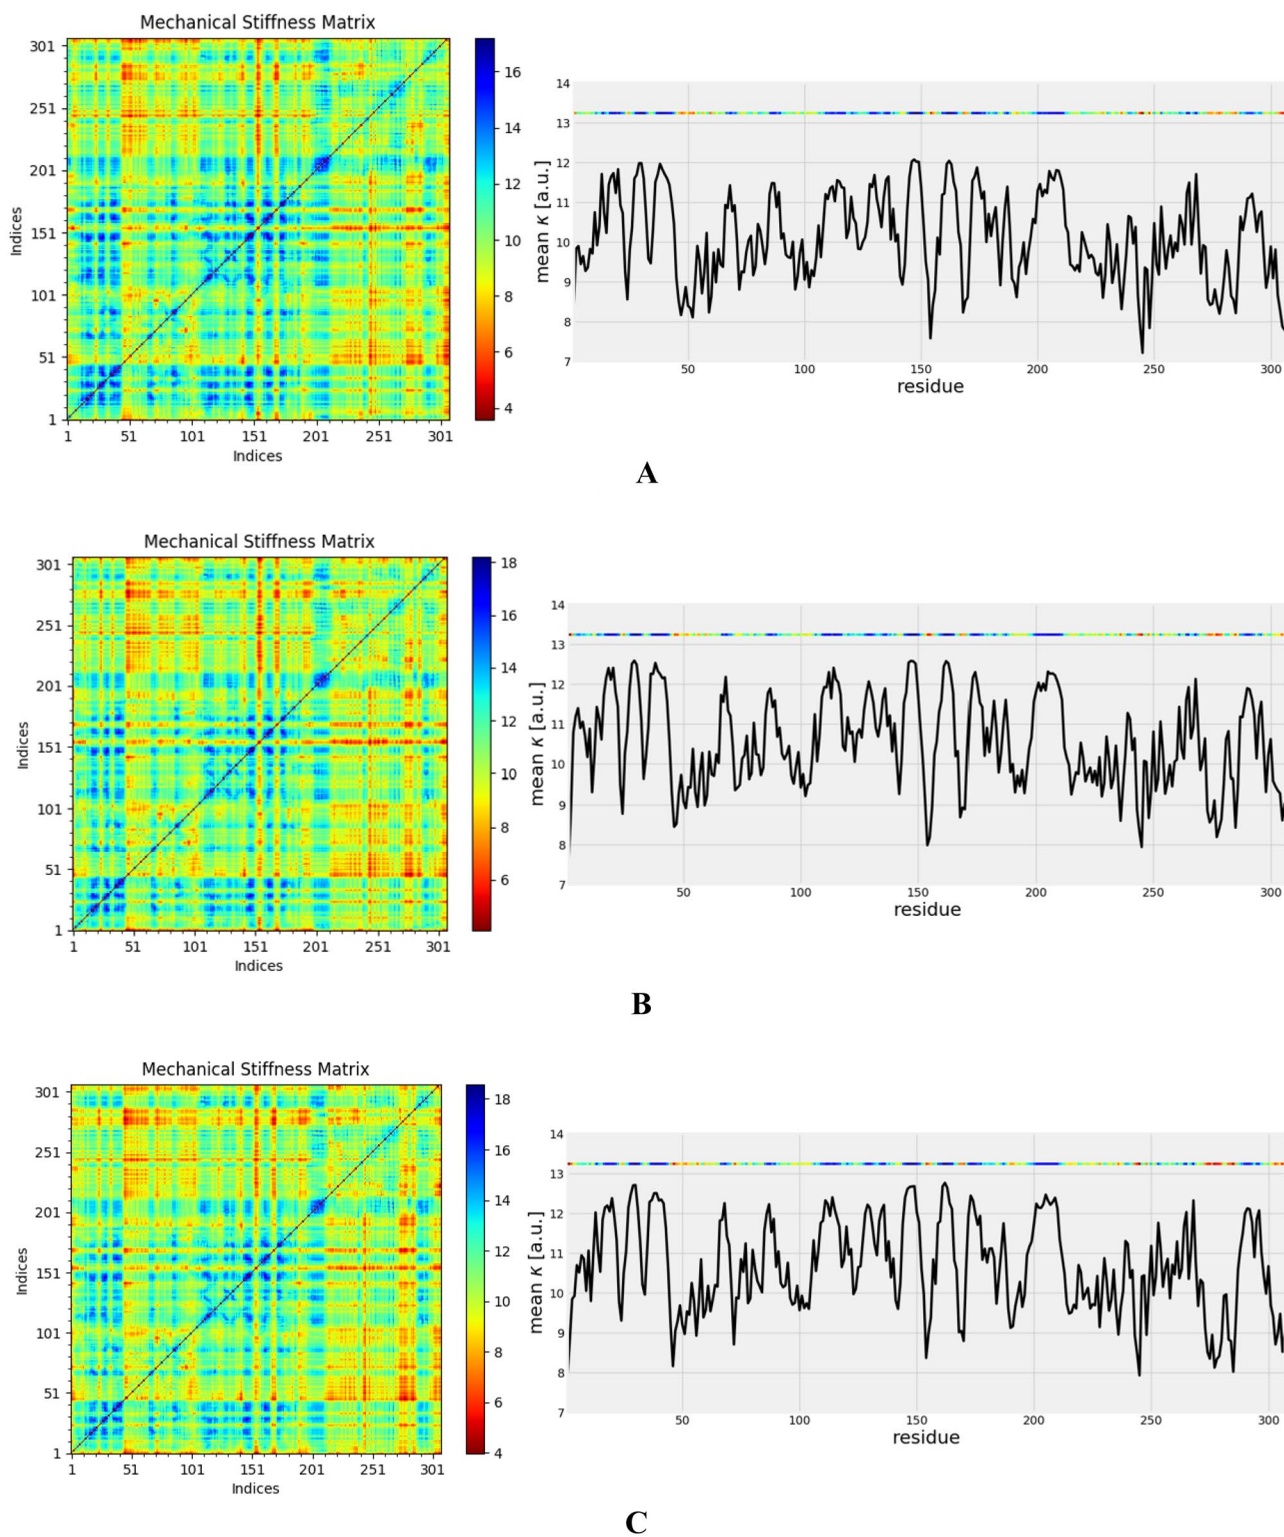 Mechanical Stiffness Matrix
301
251
201
151
101
51
1
Indices
1 51 101 151 201 251 301
Indices
16
14
12
10
8
6
4
14
13
12
11
10
9
8
7
mean κ [a.u.]
50 100 150 200 250 300
residue
A
Mechanical Stiffness Matrix
301
251
201
151
101
51
1
Indices
1 51 101 151 201 251 301
Indices
18
16
14
12
10
8
6
14
13
12
11
10
9
8
7
mean κ [a.u.]
50 100 150 200 250 300
residue
B
Mechanical Stiffness Matrix
301
251
201
151
101
51
1
Indices
1 51 101 151 201 251 301
Indices
18
16
14
12
10
8
6
4
14
13
12
11
10
9
8
7
mean κ [a.u.]
50 100 150 200 250 300
residue
C